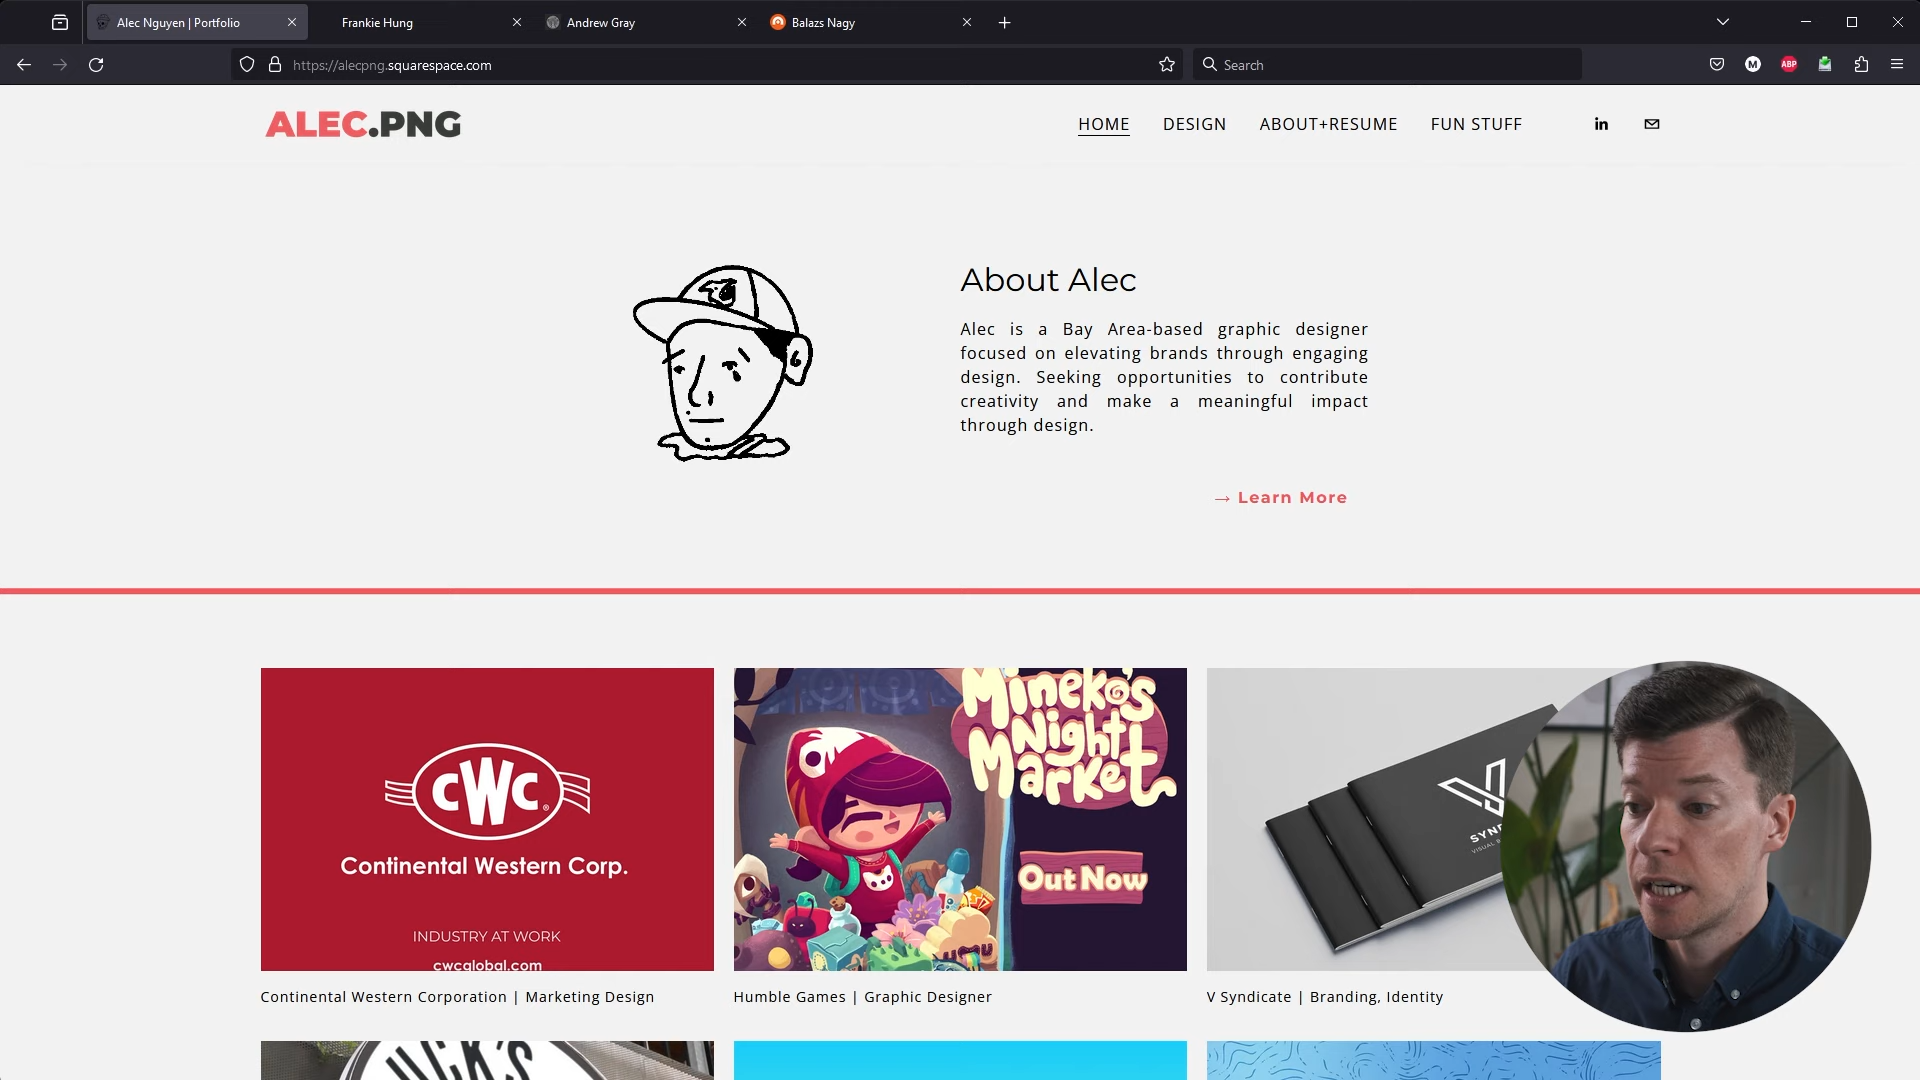 Alec Nguyen | Portfolio
Frankie Hung
Andrew Gray
Balazs Nagy
https://alecpng.squarespace.com
Search
M
ABP
ALEC.PNG
HOME
DESIGN
ABOUT+RESUME
FUN STUFF
in
About Alec
Alec is a Bay Area-based graphic designer
focused on elevating brands through engaging
design. Seeking opportunities to contribute
creativity and make a meaningful impact
through design.
→ Learn More
CWC®
Continental Western Corp.
INDUSTRY AT WORK
cwcglobal.com
Mineko's
Night
Market
Out Now
Continental Western Corporation | Marketing Design
Humble Games | Graphic Designer
V Syndicate | Branding, Identity